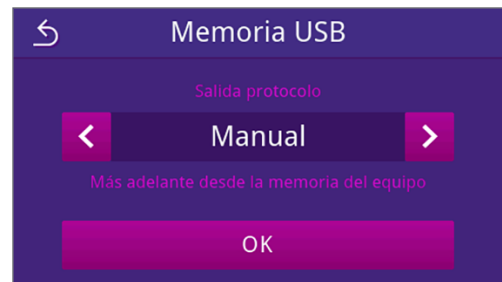 Memoria USB
Salida protocolo
Manual
Más adelante desde la memoria del equipo
OK